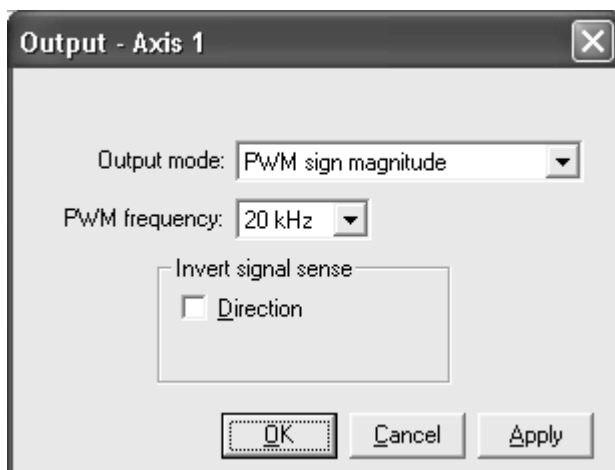 Output - Axis 1
Output mode: PWM sign magnitude
PWM frequency: 20 kHz
Invert signal sense
Direction
OK Cancel Apply